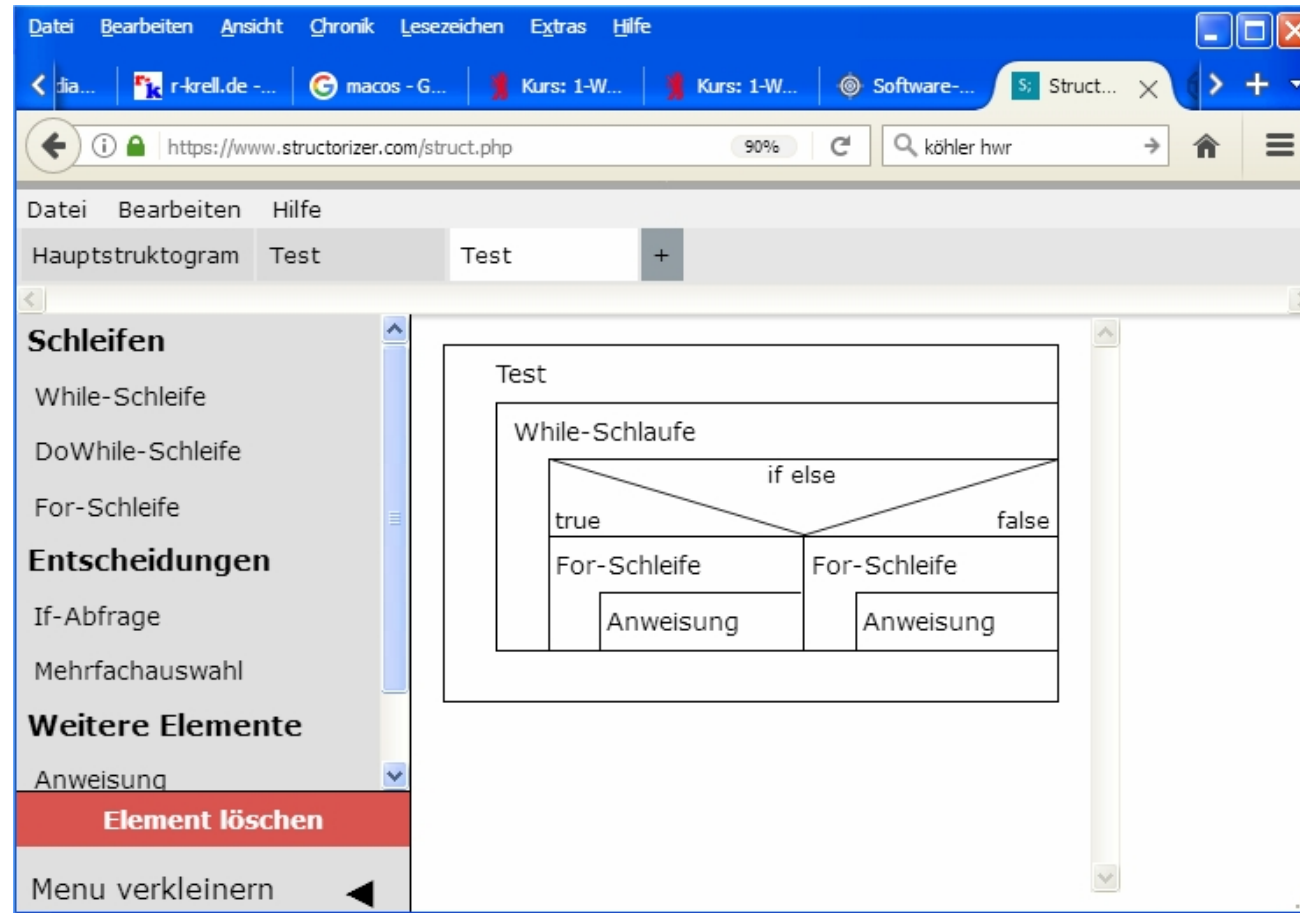 Datei Bearbeiten Ansicht Chronik Lesezeichen Extras Hilfe
dia... r-krell.de -... macos - G... Kurs: 1-W... Kurs: 1-W... Software-... S; Struct...
https://www.structorizer.com/struct.php 90% köhler hwr
Datei Bearbeiten Hilfe
Hauptstruktogram Test Test +
Schleifen
While-Schleife
DoWhile-Schleife
For-Schleife
Entscheidungen
If-Abfrage
Mehrfachauswahl
Weitere Elemente
Anweisung
Element löschen
Menu verkleinern
Test
While-Schlaufe
if else
true false
For-Schleife For-Schleife
Anweisung Anweisung